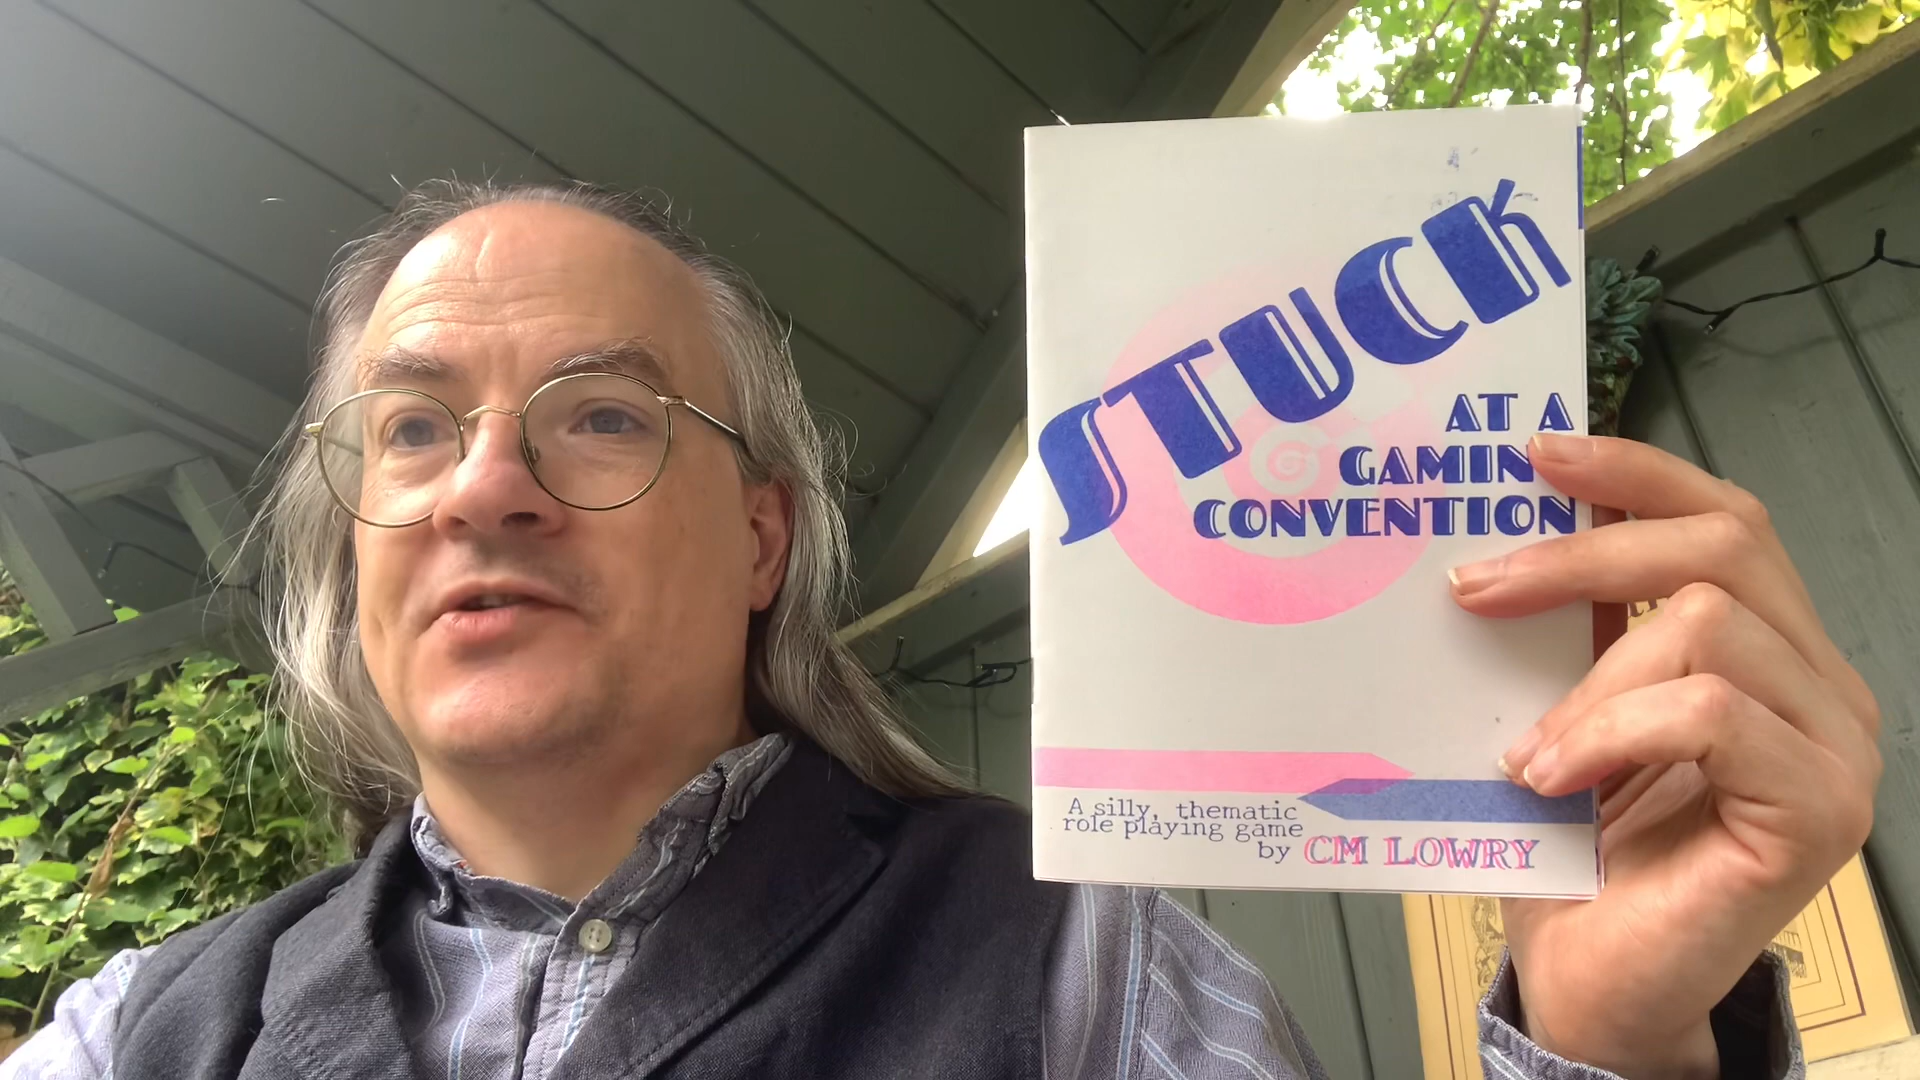 STUCK
AT A
GAMIN
CONVENTION
A silly, thematic
role playing game
by CM LOWRY